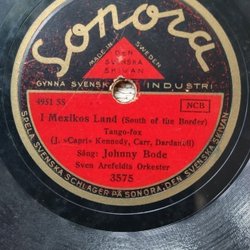 Sonora
MADE IN SWEDEN
DEN
SVENSKA
SKIVAN
GYNNA SVENSK INDUSTRI
4951 SS
NCB
I Mexikos Land (South of the Border)
Tango-fox
(J. »Capri» Kennedy, Carr, Dardanell)
Sång: Johnny Bode
Sven Arefeldts Orkester
3575
SPELA SVENSKA SCHLAGER PÅ SONORA, DEN SVENSKA SKIVAN